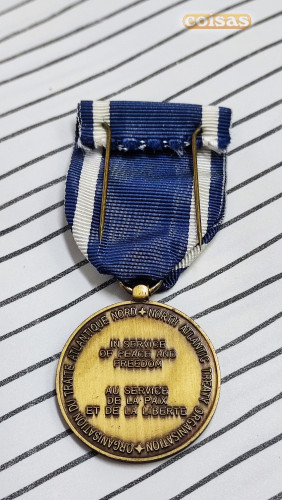 coisas
NORTH ATLANTIC TREATY ORGANISATION
ORGANISATION DU TRAITE ATLANTIQUE NORD
IN SERVICE
OF PEACE AND
FREEDOM
AU SERVICE
DE LA PAIX
ET DE LA LIBERTE